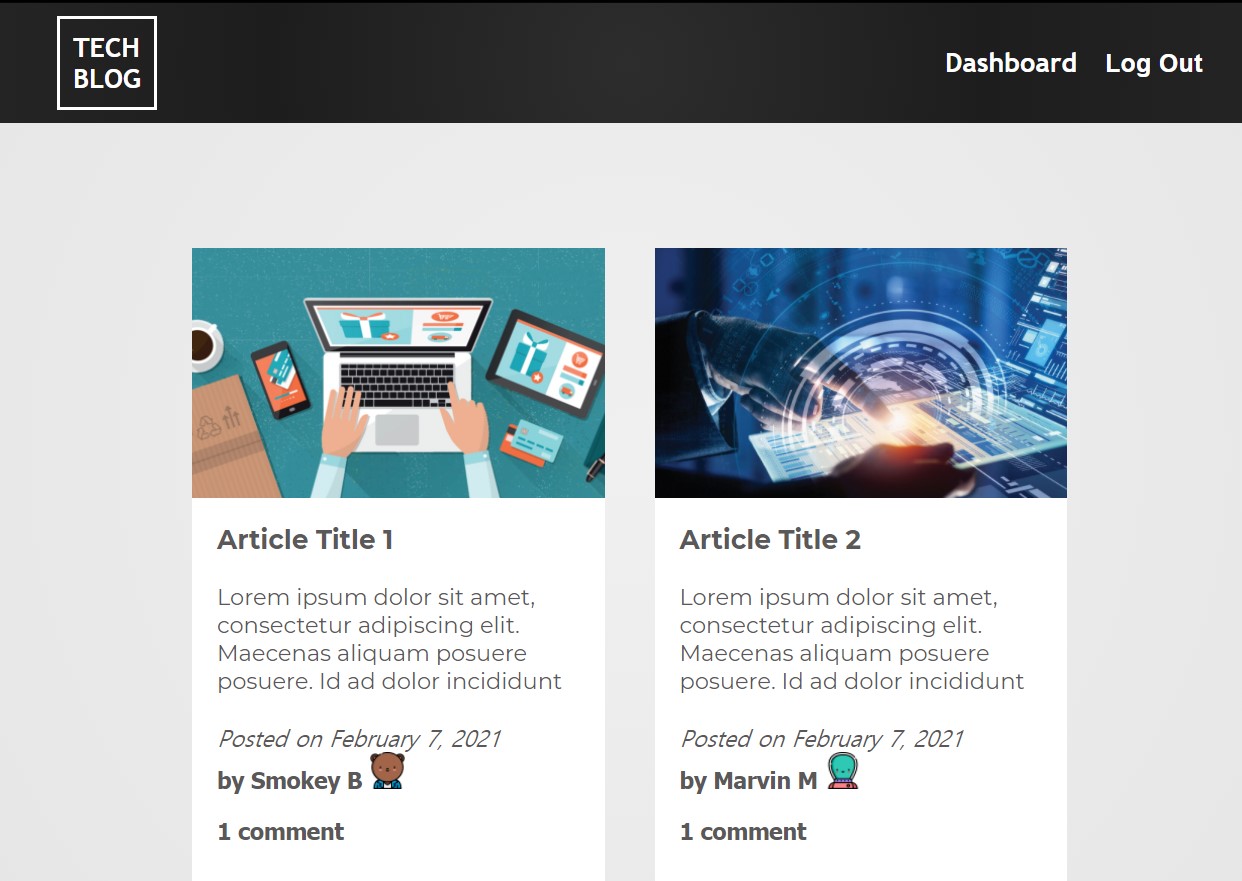 TECH
BLOG
Dashboard
Log Out
Article Title 1
Lorem ipsum dolor sit amet,
consectetur adipiscing elit.
Maecenas aliquam posuere
posuere. Id ad dolor incididunt
Posted on February 7, 2021
by Smokey B
1 comment
Article Title 2
Lorem ipsum dolor sit amet,
consectetur adipiscing elit.
Maecenas aliquam posuere
posuere. Id ad dolor incididunt
Posted on February 7, 2021
by Marvin M
1 comment